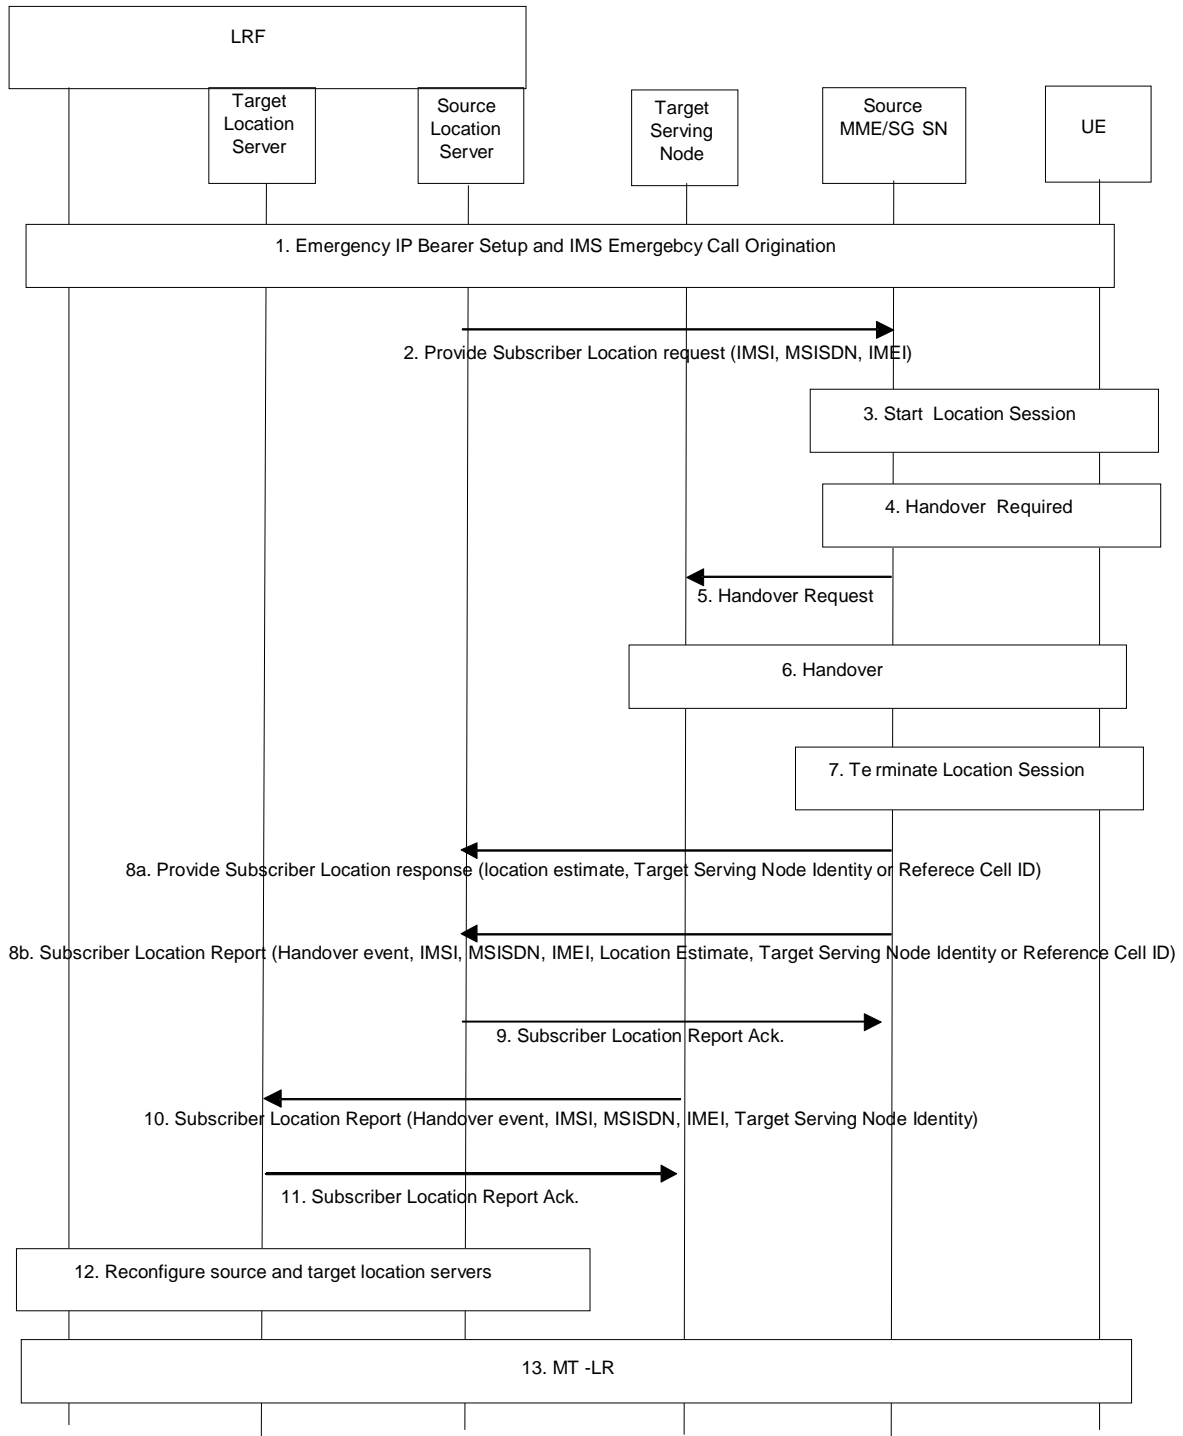 LRF
Target
Location
Server
Source
Location
Server
Target
Serving
Node
Source
MME/SG SN
UE
1. Emergency IP Bearer Setup and IMS Emergebcy Call Origination
2. Provide Subscriber Location request (IMSI, MSISDN, IMEI)
3. Start Location Session
4. Handover Required
5. Handover Request
6. Handover
7. Te rminate Location Session
8a. Provide Subscriber Location response (location estimate, Target Serving Node Identity or Referece Cell ID)
8b. Subscriber Location Report (Handover event, IMSI, MSISDN, IMEI, Location Estimate, Target Serving Node Identity or Reference Cell ID)
9. Subscriber Location Report Ack.
10. Subscriber Location Report (Handover event, IMSI, MSISDN, IMEI, Target Serving Node Identity)
11. Subscriber Location Report Ack.
12. Reconfigure source and target location servers
13. MT -LR